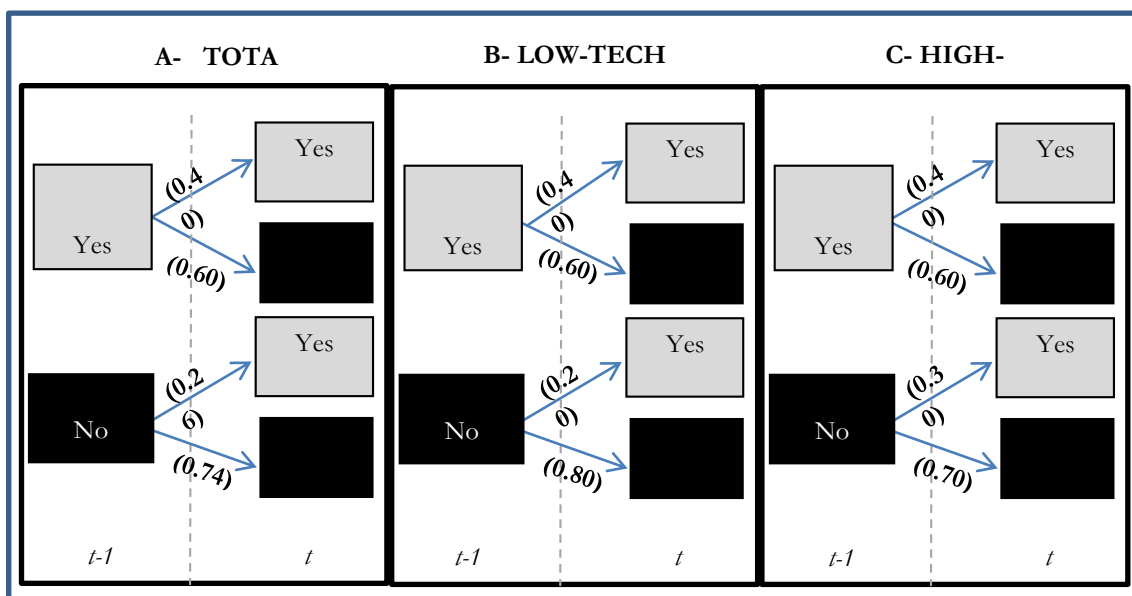 A- TOTA
B- LOW-TECH
C- HIGH-
Yes
(0.4
0)
Yes
(0.60)
Yes
(0.2
6)
No
(0.74)
t-1
t
Yes
(0.4
0)
Yes
(0.60)
Yes
(0.2
0)
No
(0.80)
t-1
t
Yes
(0.4
0)
Yes
(0.60)
Yes
(0.3
0)
No
(0.70)
t-1
t